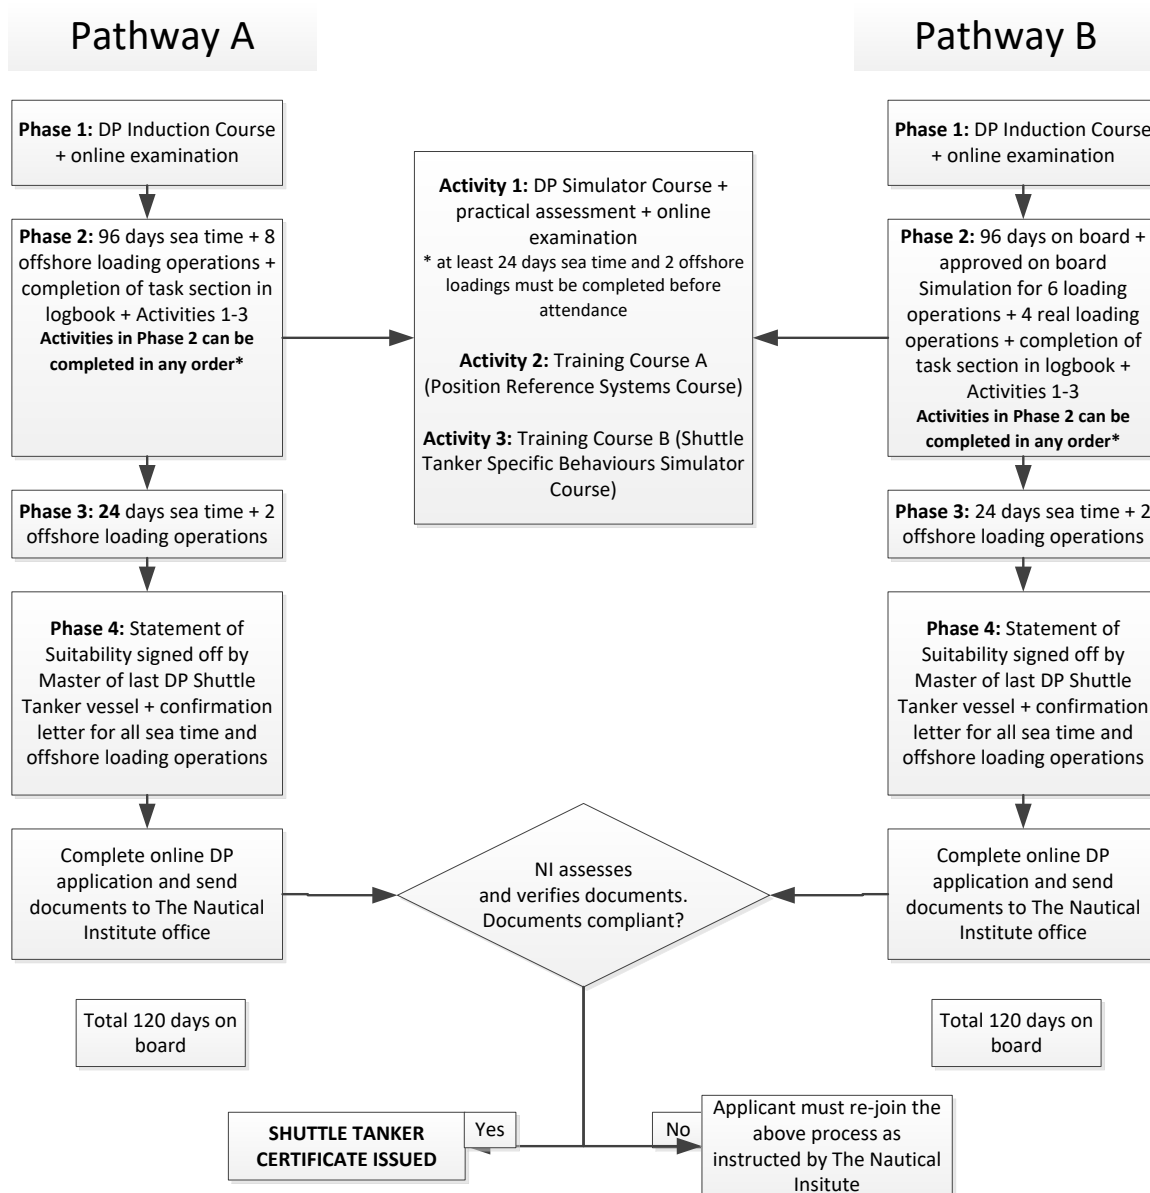 Pathway A
Pathway B
Phase 1: DP Induction Course
+ online examination
Phase 2: 96 days sea time + 8
offshore loading operations +
completion of task section in
logbook + Activities 1-3
Activities in Phase 2 can be
completed in any order*
Phase 3: 24 days sea time + 2
offshore loading operations
Phase 4: Statement of
Suitability signed off by
Master of last DP Shuttle
Tanker vessel + confirmation
letter for all sea time and
offshore loading operations
Complete online DP
application and send
documents to The Nautical
Institute office
Total 120 days on
board
Activity 1: DP Simulator Course +
practical assessment + online
examination
* at least 24 days sea time and 2 offshore
loadings must be completed before
attendance
Activity 2: Training Course A
(Position Reference Systems Course)
Activity 3: Training Course B (Shuttle
Tanker Specific Behaviours Simulator
Course)
Phase 1: DP Induction Course
+ online examination
Phase 2: 96 days on board +
approved on board
Simulation for 6 loading
operations + 4 real loading
operations + completion of
task section in logbook +
Activities 1-3
Activities in Phase 2 can be
completed in any order*
Phase 3: 24 days sea time + 2
offshore loading operations
Phase 4: Statement of
Suitability signed off by
Master of last DP Shuttle
Tanker vessel + confirmation
letter for all sea time and
offshore loading operations
Complete online DP
application and send
documents to The Nautical
Institute office
Total 120 days on
board
NI assesses
and verifies documents.
Documents compliant?
Yes
No
SHUTTLE TANKER
CERTIFICATE ISSUED
Applicant must re-join the
above process as
instructed by The Nautical
Insitute